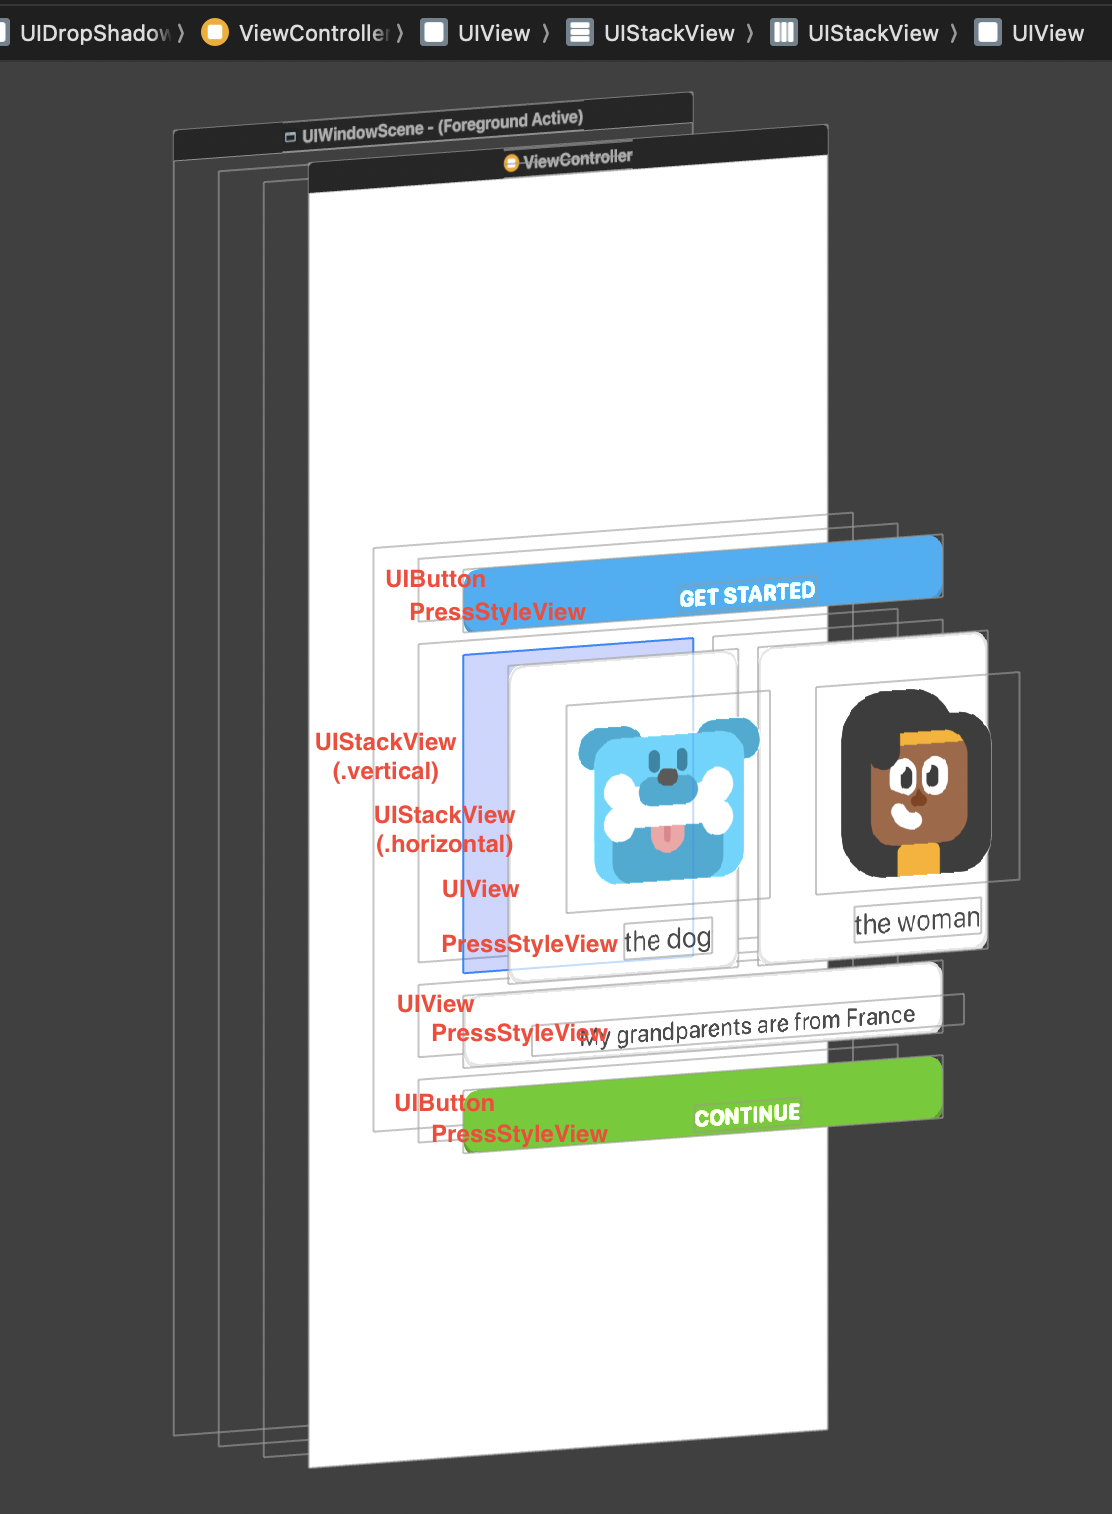 UIDropShadow
ViewController
UIView
UIStackView
UIStackView
UIView
UIWindowScene - (Foreground Active)
ViewController
UIButton
GET STARTED
PressStyleView
UIStackView
(.vertical)
UIStackView
(.horizontal)
UIView
PressStyleView
the dog
the woman
UIView
PressStyleView
My grandparents are from France
UIButton
CONTINUE
PressStyleView